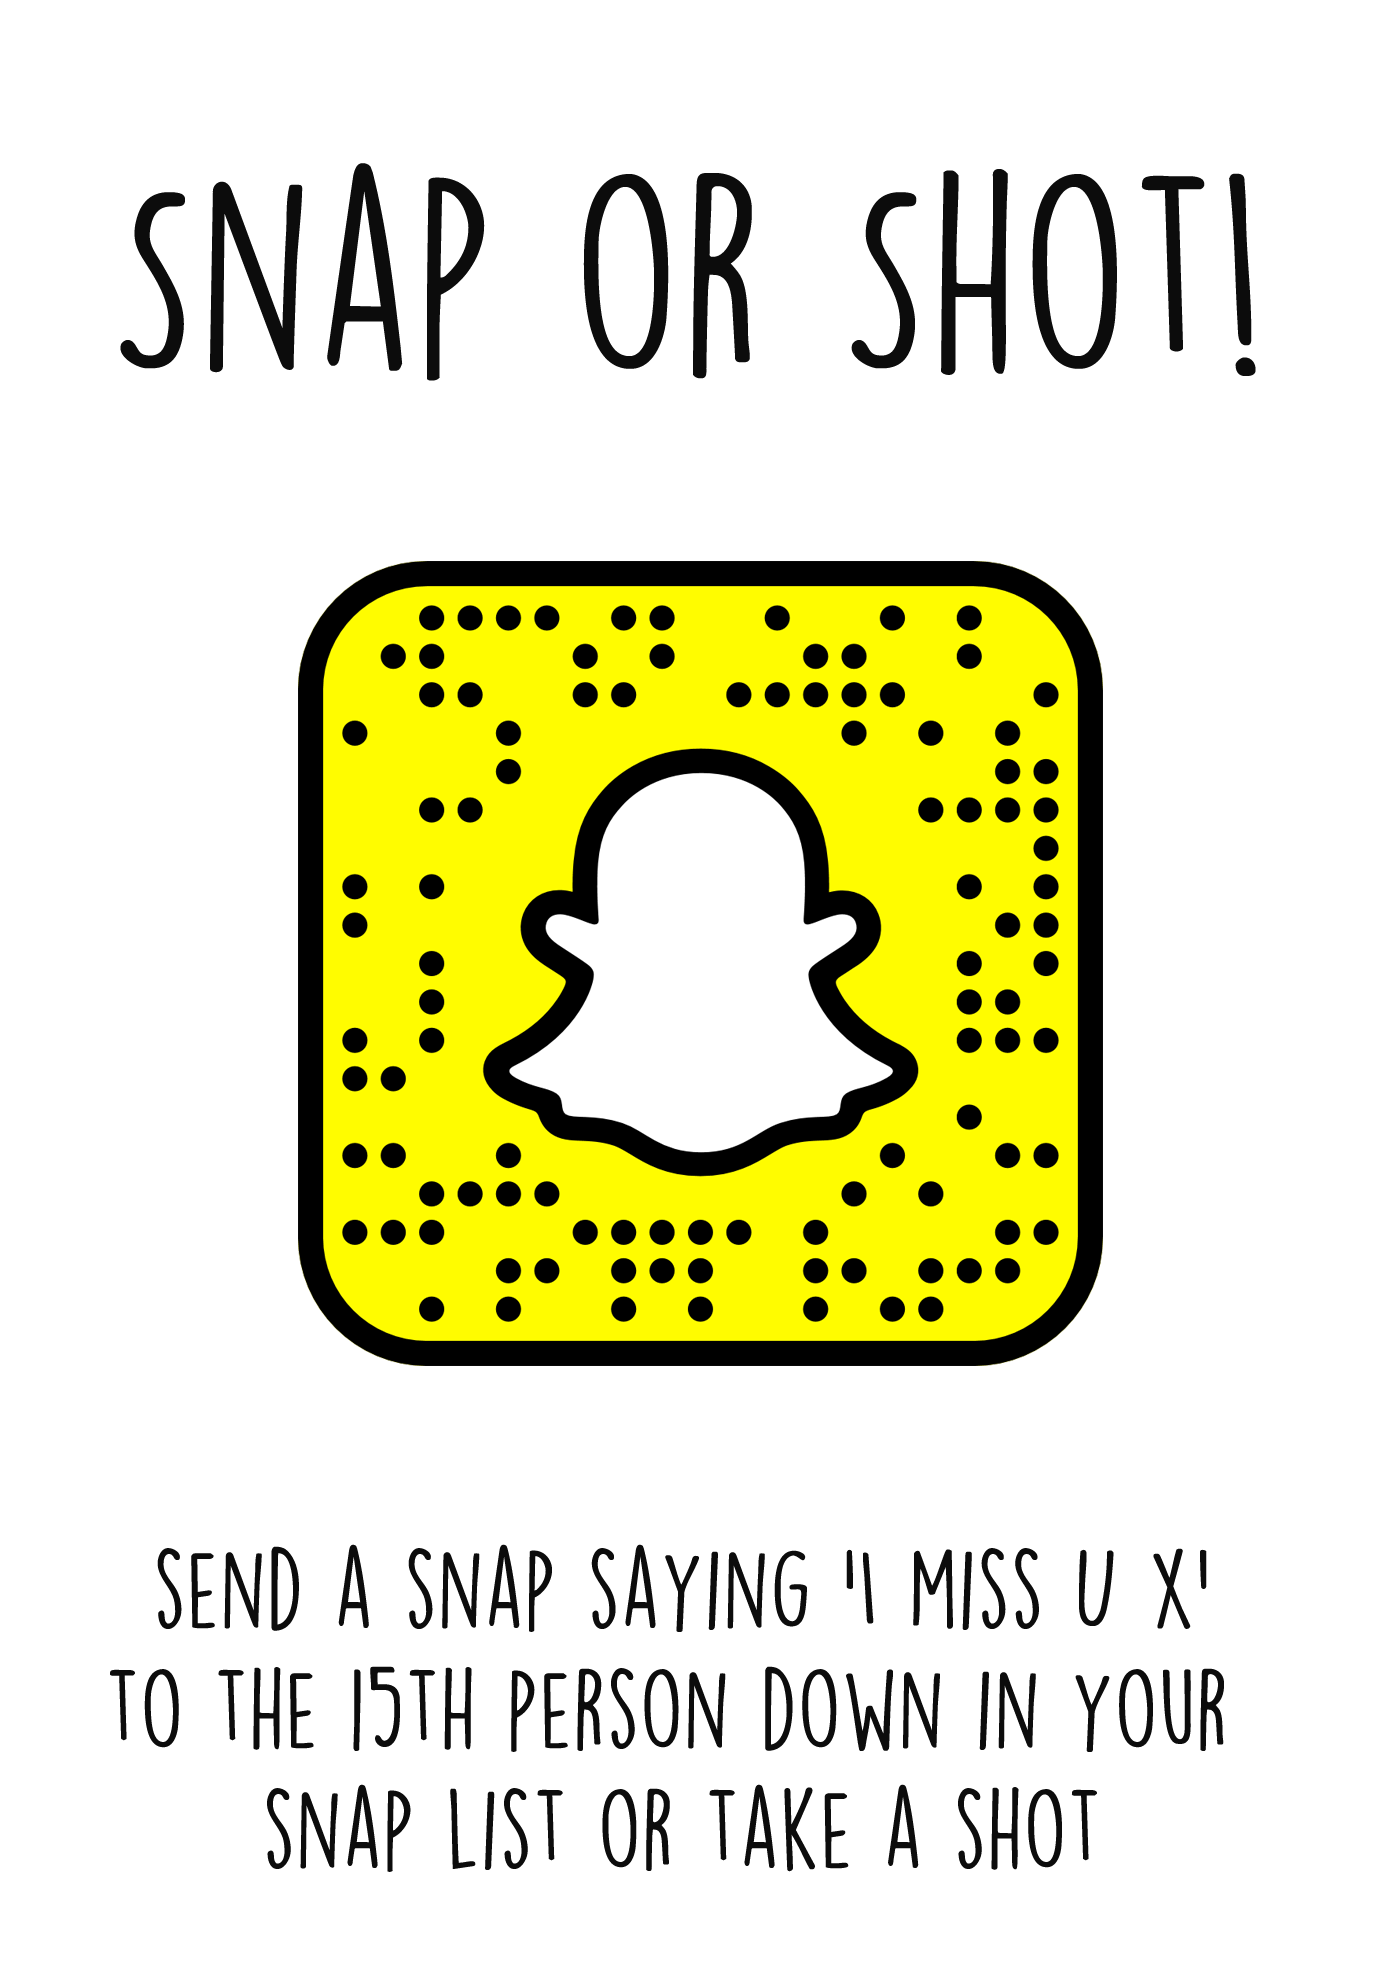 SNAP OR SHOT!
SEND A SNAP SAYING 'I MISS U X'
TO THE 15TH PERSON DOWN IN YOUR
SNAP LIST OR TAKE A SHOT